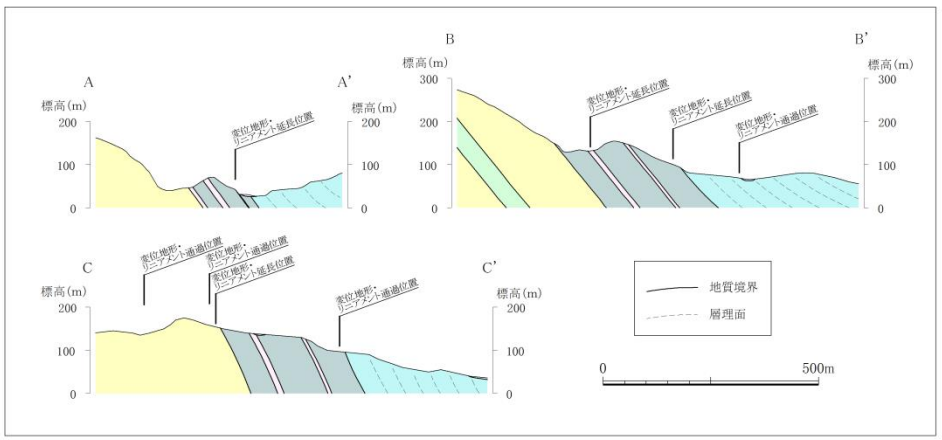 A
A'
標高(m)
標高(m)
200
100
0
200
100
0
変位地形・
リニアメント延長位置
B
B'
標高(m)
標高(m)
300
200
100
0
300
200
100
0
変位地形・
リニアメント延長位置
変位地形・
リニアメント延長位置
変位地形・
リニアメント通過位置
C
C'
標高(m)
標高(m)
200
100
0
200
100
0
変位地形・
リニアメント通過位置
変位地形・
リニアメント通過位置
変位地形・
リニアメント延長位置
変位地形・
リニアメント通過位置
地質境界
層理面
0
500m